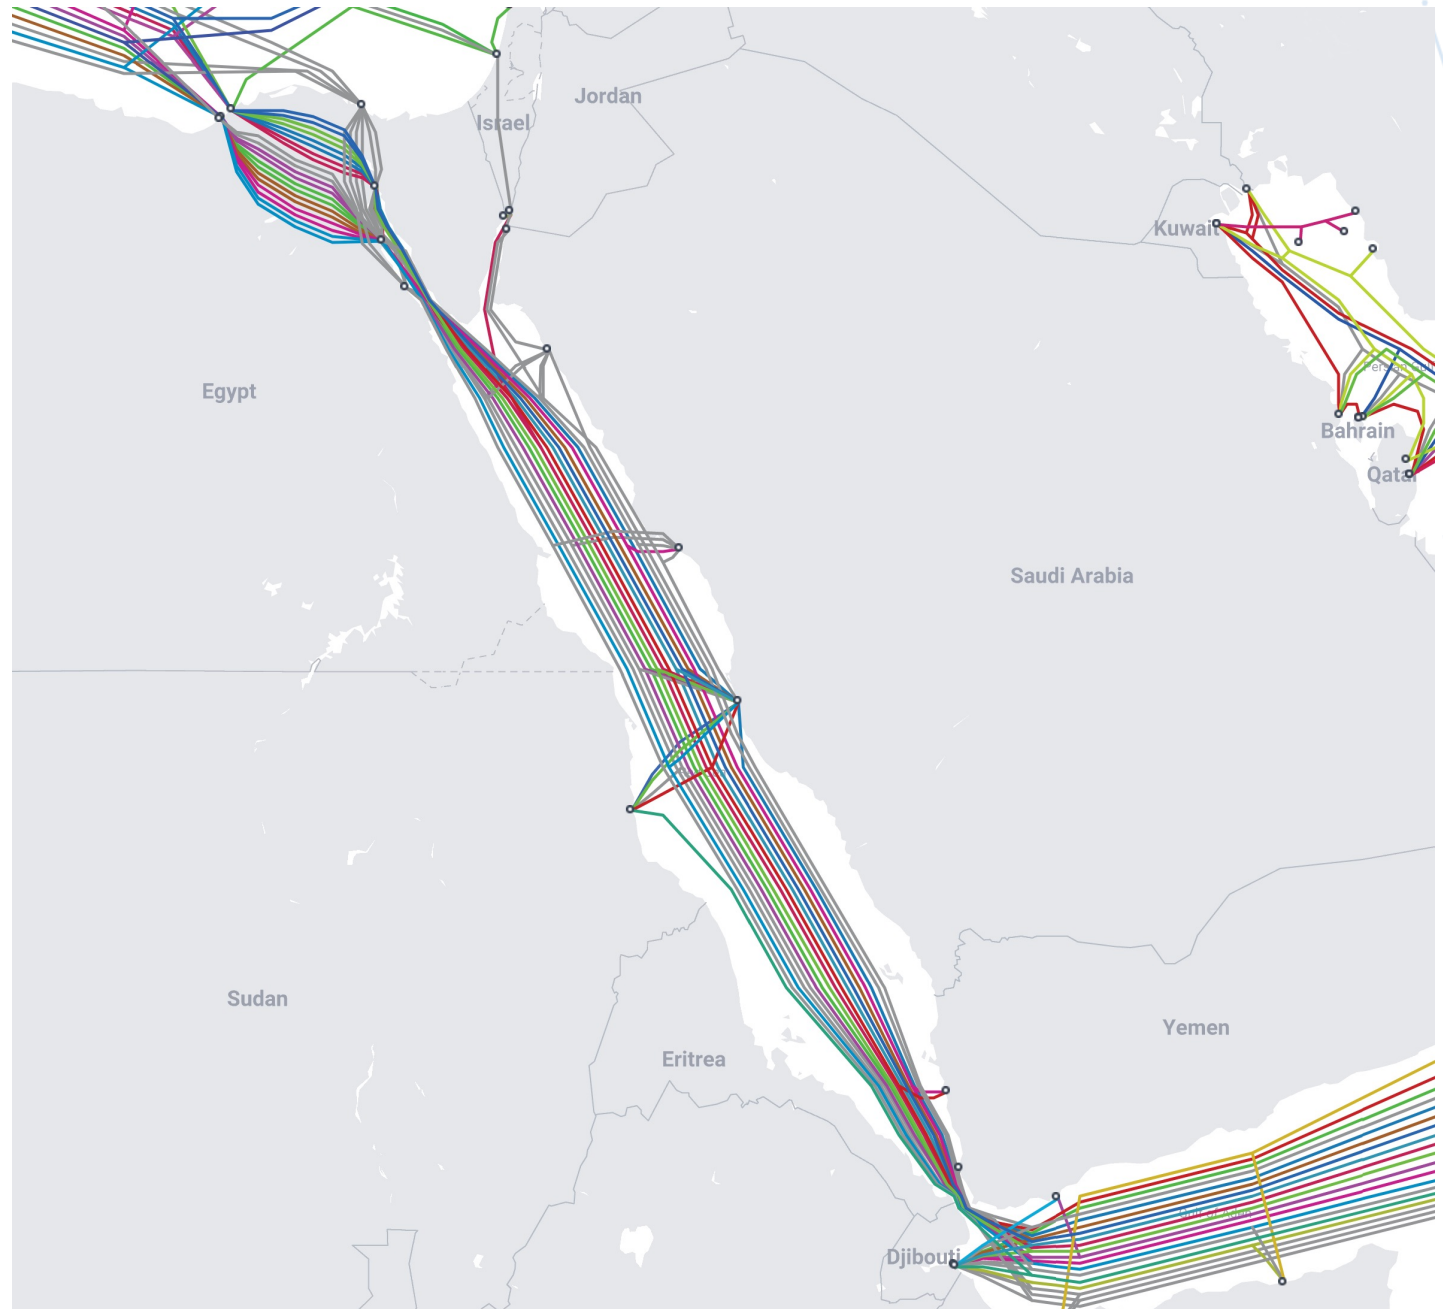 Jordan
Israel
Kuwait
Egypt
Bahrain
Qatar
Saudi Arabia
Sudan
Yemen
Eritrea
Djibouti